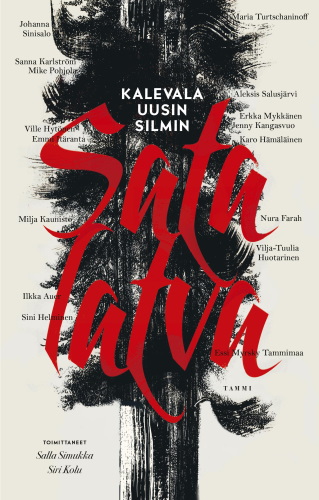 Johanna
Sinisalo
Maria Turtschaninoff
Sanna Karlström
Mike Pohjola
KALEVALA
UUSIN
SILMIN
Aleksis Salusjärvi
Erkka Mykkänen
Jenny Kangasvuo
Ville Hytönen
Emmi Itäranta
Karo Hämäläinen
Sata
Milja Kaunisto
Nura Farah
Vilja-Tuulia
Huotarinen
latva
Ilkka Auer
Sini Helminen
Essi Myrsky Tammimaa
TAMMI
TOIMITTANEET
Salla Simukka
Siri Kolu